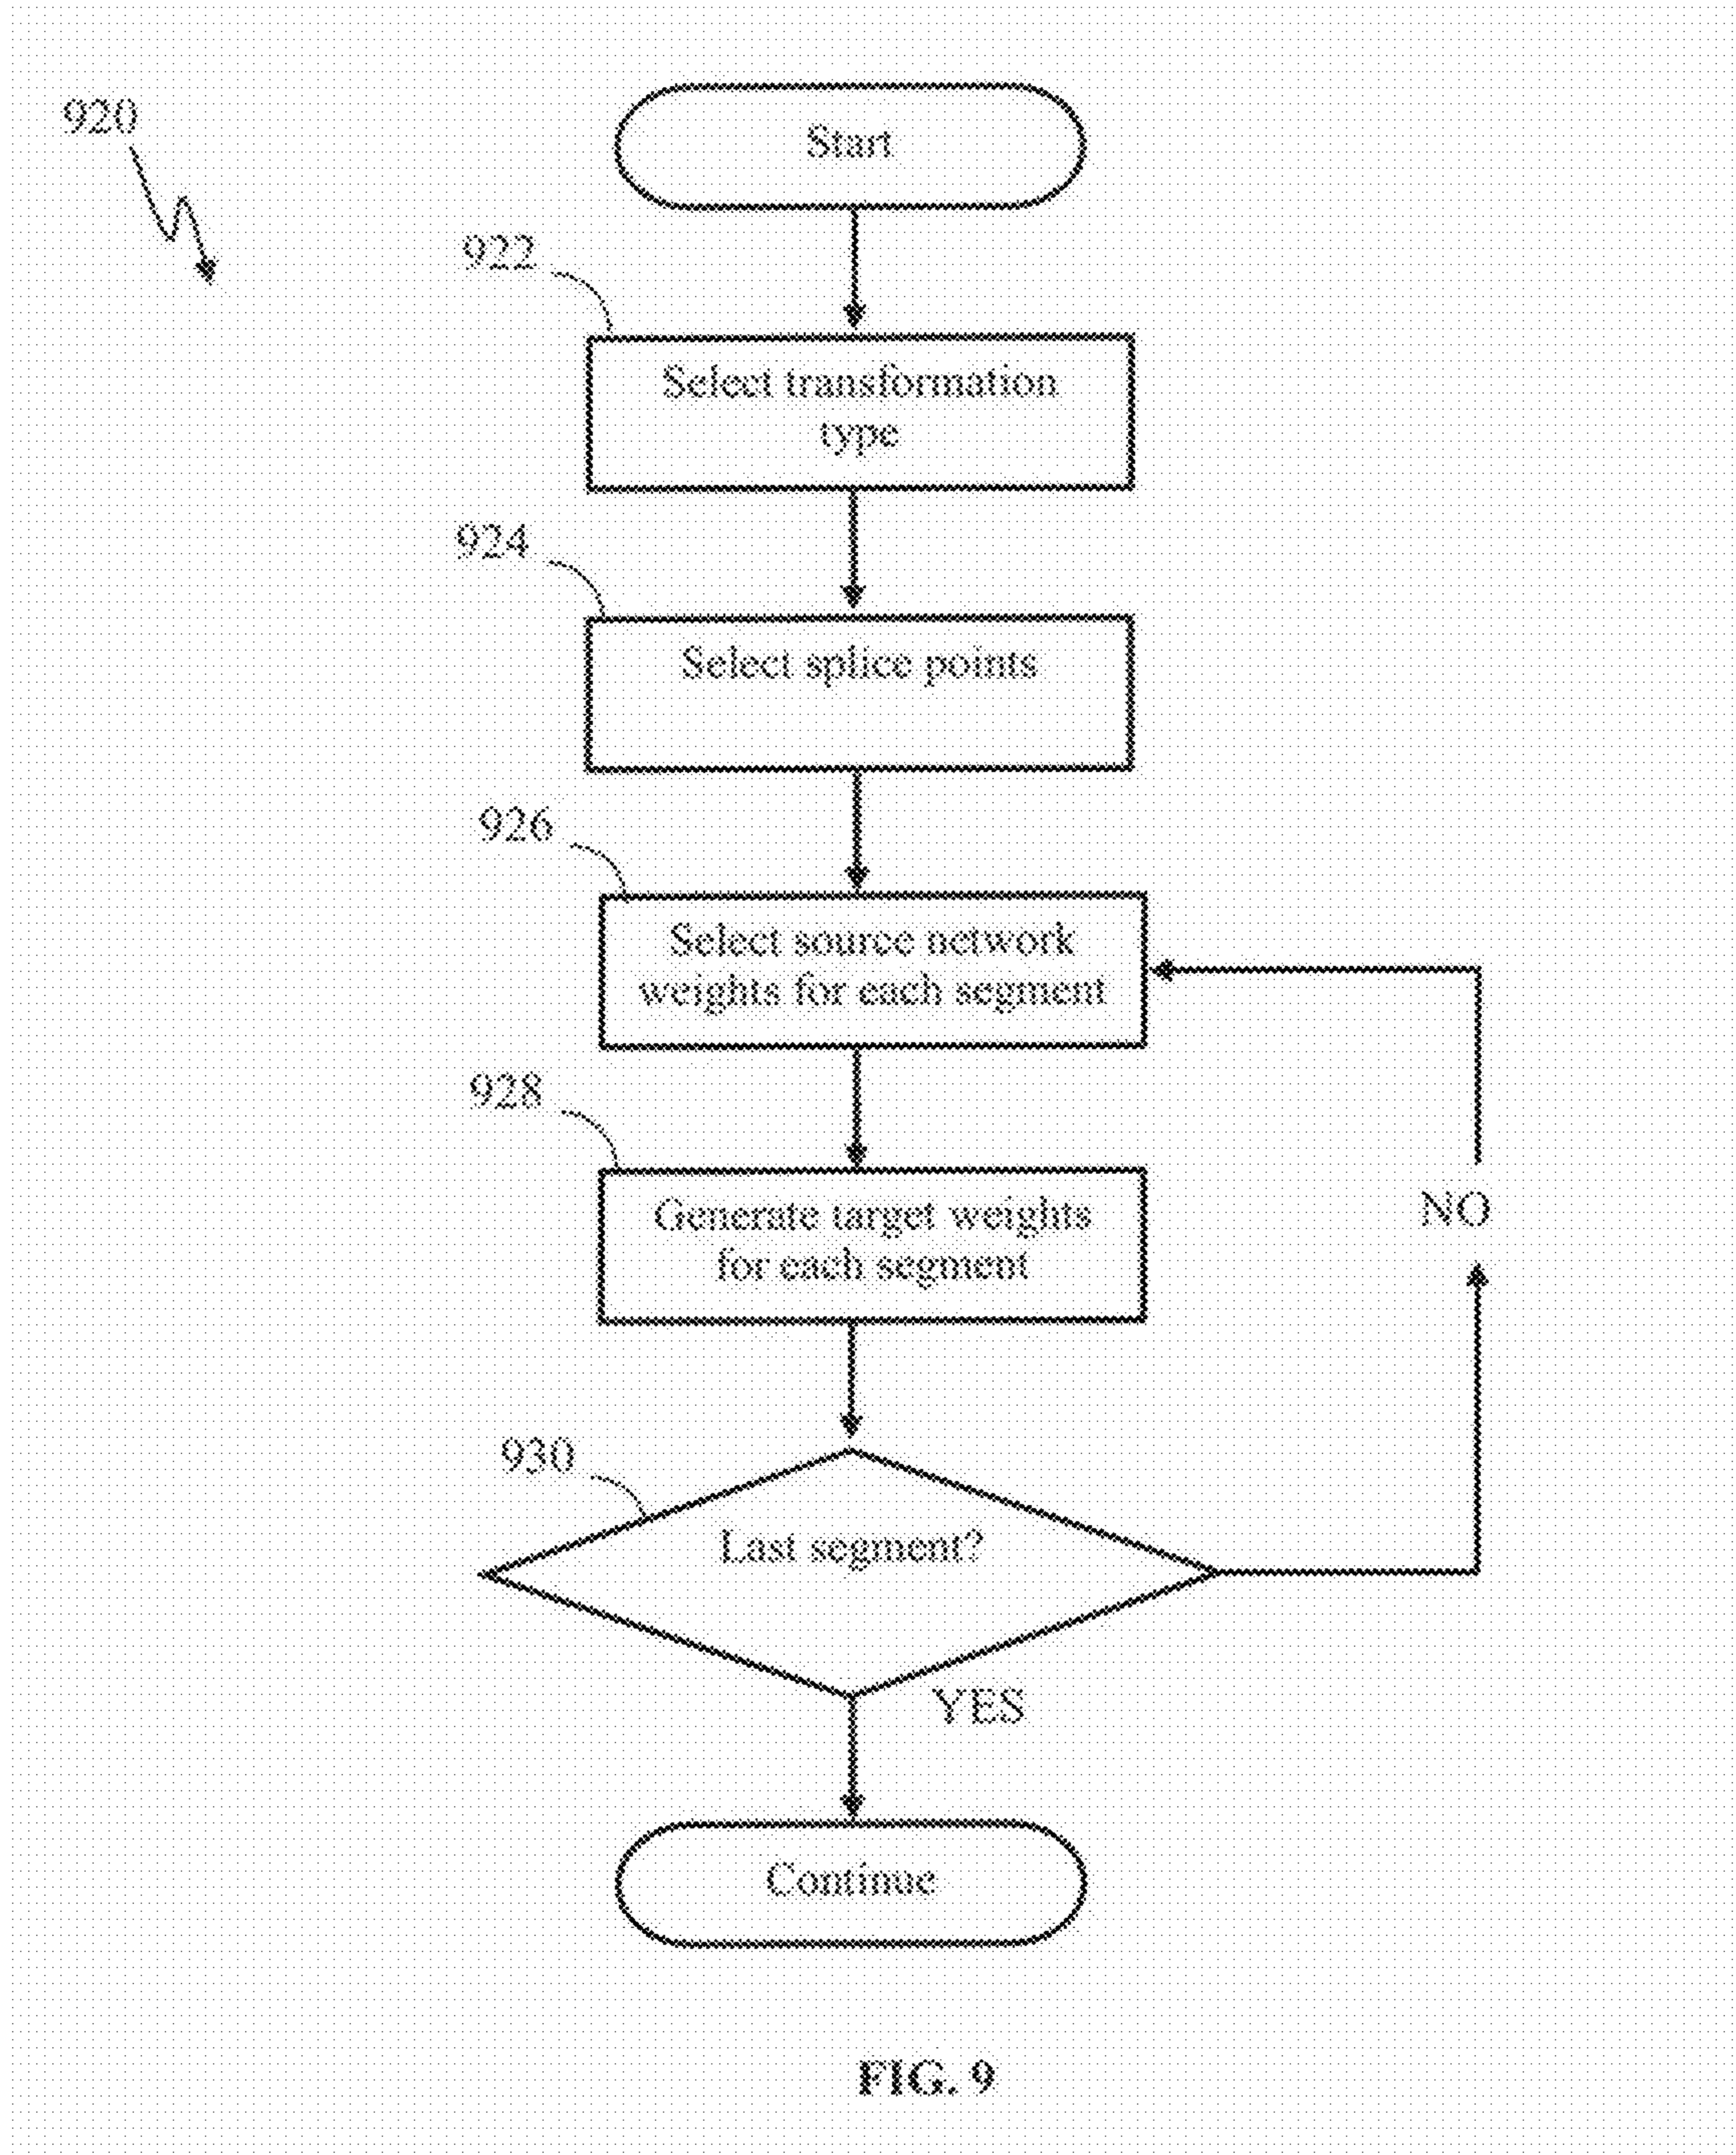 920
Start
922
Select transformation
type
924
Select splice points
926
Select source network
weights for each segment
928
Generate target weights
for each segment
NO
930
Last segment?
YES
Continue
FIG. 9